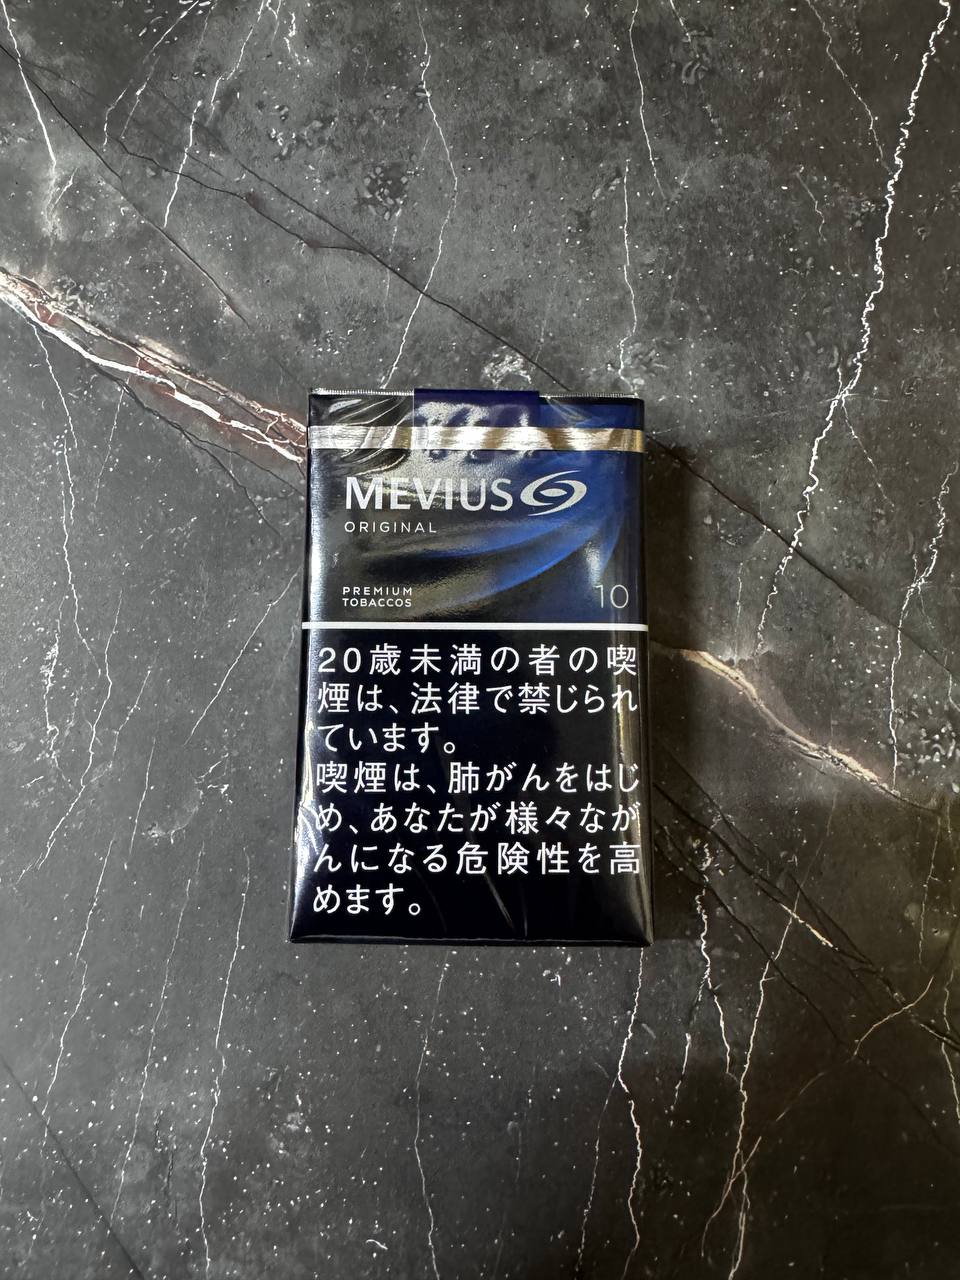 MEVIUS
ORIGINAL
PREMIUM
TOBACCOS
10
20歳未満の者の喫
煙は、法律で禁じられ
ています。
喫煙は、肺がんをはじ
め、あなたが様々なが
んになる危険性を高
めます。